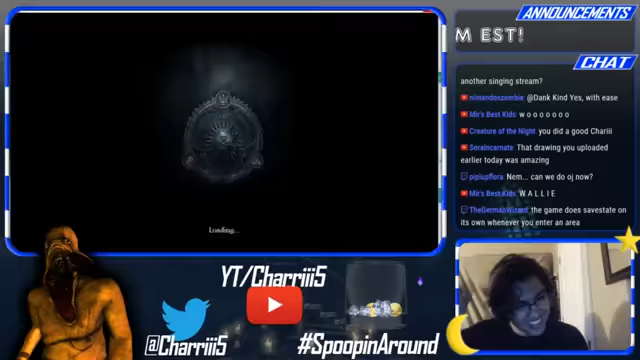 ANNOUNCEMENTS
M EST!
CHAT
another singing stream?
ninsendoszombie: @Dank Kind Yes, with ease
Mir's Best Kids: w o o o o o o o
Creature of the Night: you did a good Chariii
SoraIncarnate: That drawing you uploaded
earlier today was amazing
piplupflora: Nem... can we do oj now?
Mir's Best Kids: W A L L I E
TheGermanWizard: the game does savestate on
its own whenever you enter an area
Loading...
YT/Charriii5
@Charriii5
#SpoopinAround